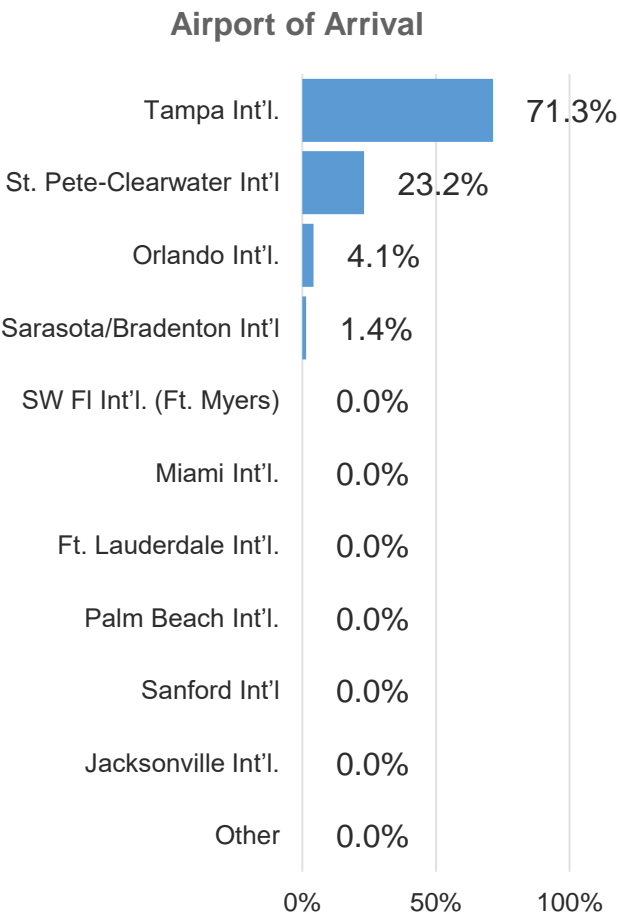 Airport of Arrival
Tampa Int’l. 71.3%
St. Pete-Clearwater Int’l 23.2%
Orlando Int’l. 4.1%
Sarasota/Bradenton Int’l 1.4%
SW Fl Int’l. (Ft. Myers) 0.0%
Miami Int’l. 0.0%
Ft. Lauderdale Int’l. 0.0%
Palm Beach Int’l. 0.0%
Sanford Int’l 0.0%
Jacksonville Int’l. 0.0%
Other 0.0%
0% 50% 100%